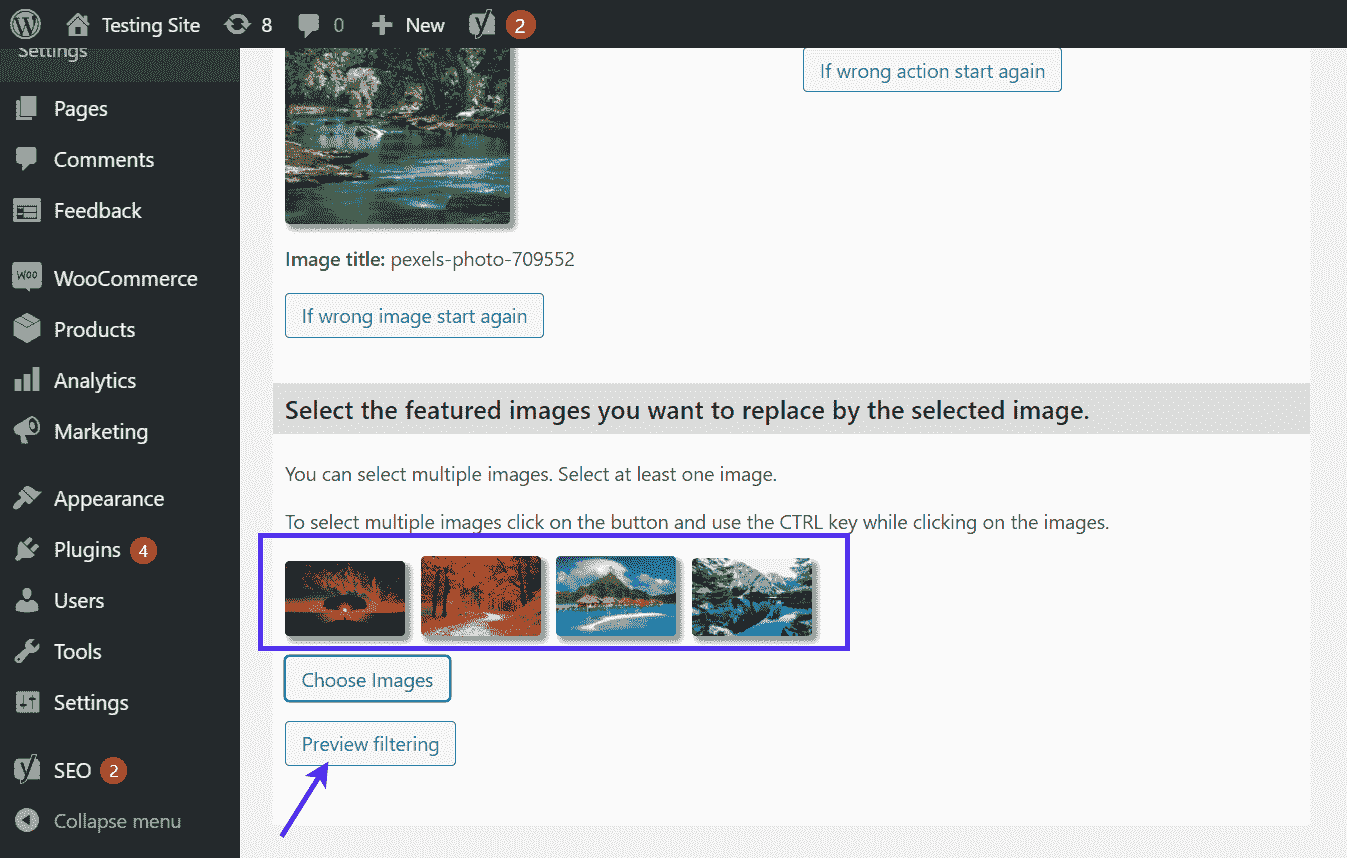 Testing Site 8 0 New 2
Settings
Pages
Comments
Feedback
WOO WooCommerce
Products
Analytics
Marketing
Appearance
Plugins 4
Users
Tools
Settings
SEO 2
Collapse menu
If wrong action start again
Image title: pexels-photo-709552
If wrong image start again
Select the featured images you want to replace by the selected image.
You can select multiple images. Select at least one image.
To select multiple images click on the button and use the CTRL key while clicking on the images.
Choose Images
Preview filtering